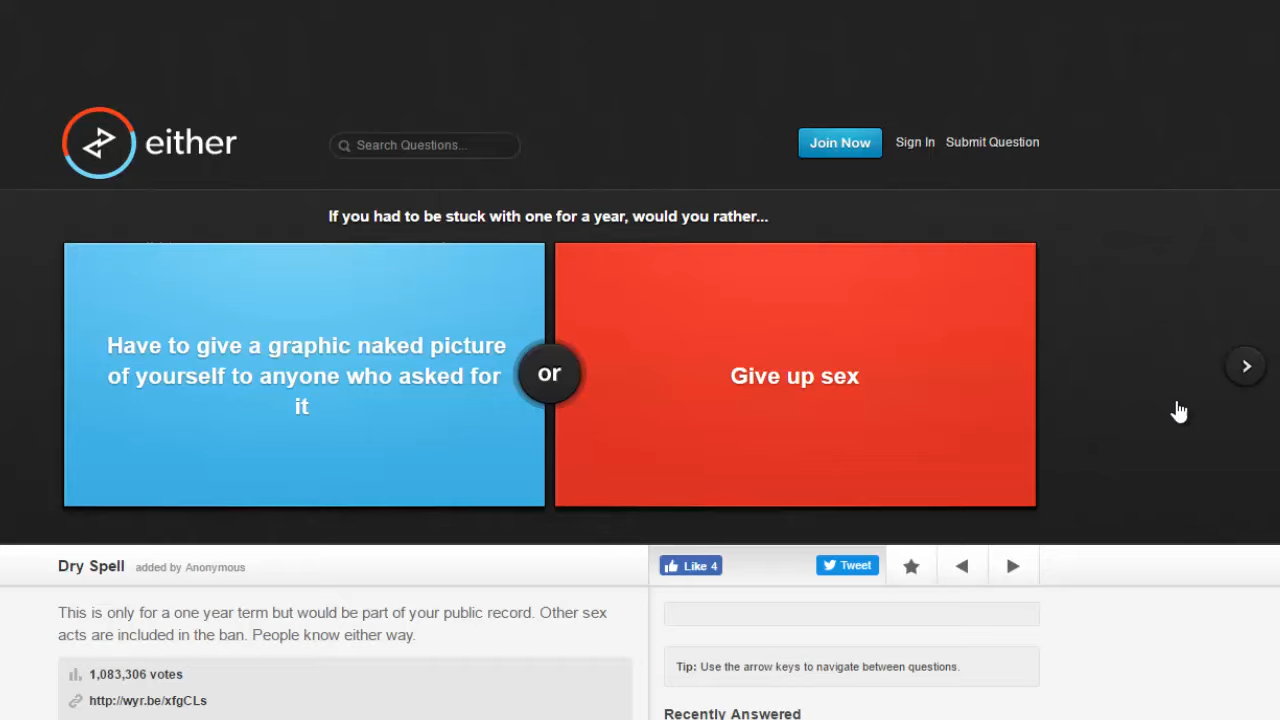 either
Search Questions...
Join Now
Sign In
Submit Question
If you had to be stuck with one for a year, would you rather...
Have to give a graphic naked picture
of yourself to anyone who asked for
it
or
Give up sex
Dry Spell added by Anonymous
Like 4
Tweet
This is only for a one year term but would be part of your public record. Other sex
acts are included in the ban. People know either way.
1,083,306 votes
http://wyr.be/xfgCLs
Tip: Use the arrow keys to navigate between questions.
Recently Answered